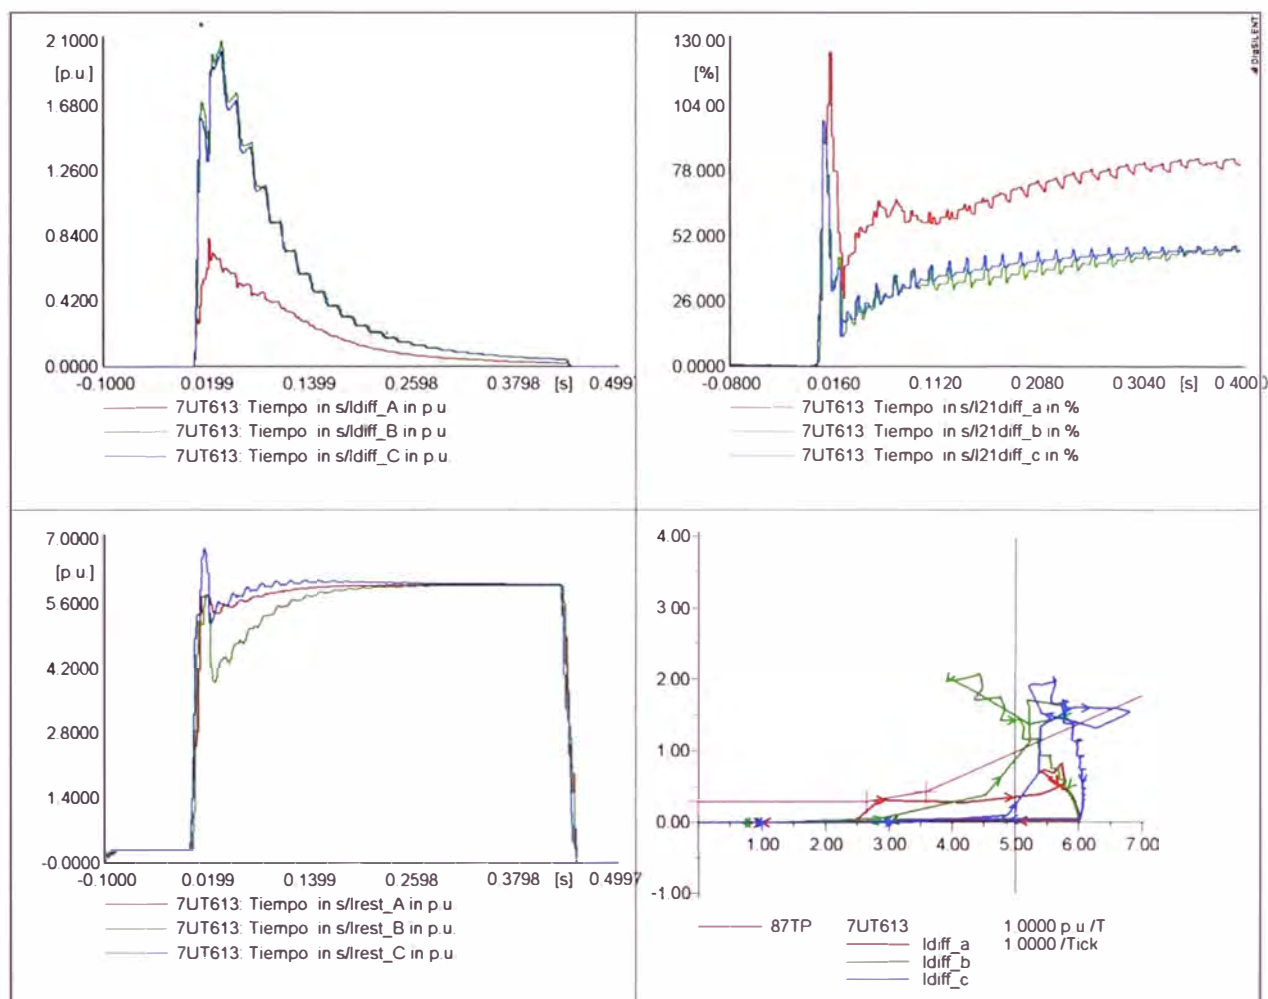 2 1000
[p.u.]
1.6800
1.2600
0.8400
0.4200
0.0000
-0.1000 0.0199 0.1399 0.2598 0.3798 [s] 0.4997
7UT613: Tiempo in s/Idiff_A in p.u.
7UT613: Tiempo in s/Idiff_B in p.u.
7UT613: Tiempo in s/Idiff_C in p.u.
130.00
[%]
104 00
78.000
52.000
26.000
0.0000
-0.0800 0.0160 0.1120 0.2080 0.3040 [s] 0.4000
7UT613 Tiempo in s/I21diff_a in %
7UT613 Tiempo in s/I21diff_b in %
7UT613 Tiempo in s/I21diff_c in %
DIgSILENT
7.0000
[p.u.]
5.6000
4.2000
2.8000
1.4000
-0.0000
-0.1000 0.0199 0.1399 0.2598 0.3798 [s] 0.4997
7UT613: Tiempo in s/Irest_A in p.u.
7UT613: Tiempo in s/Irest_B in p.u.
7UT613: Tiempo in s/Irest_C in p.u.
4.00
3.00
2.00
1.00
0.00
1.00 2.00 3.00 4.00 5.00 6.00 7.00
-1.00
87TP 7UT613 1 0000 p u /T
Idiff_a 1 0000 /Tick
Idiff_b
Idiff_c